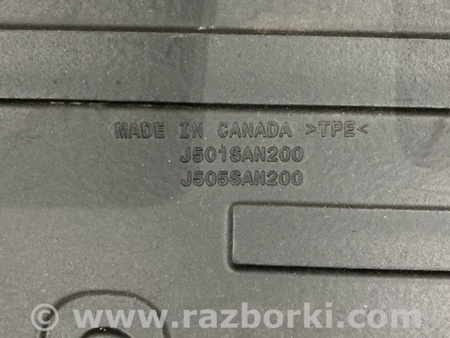 MADE IN CANADA >TPE<
J501SAN200
J505SAN200
www.razborki.com